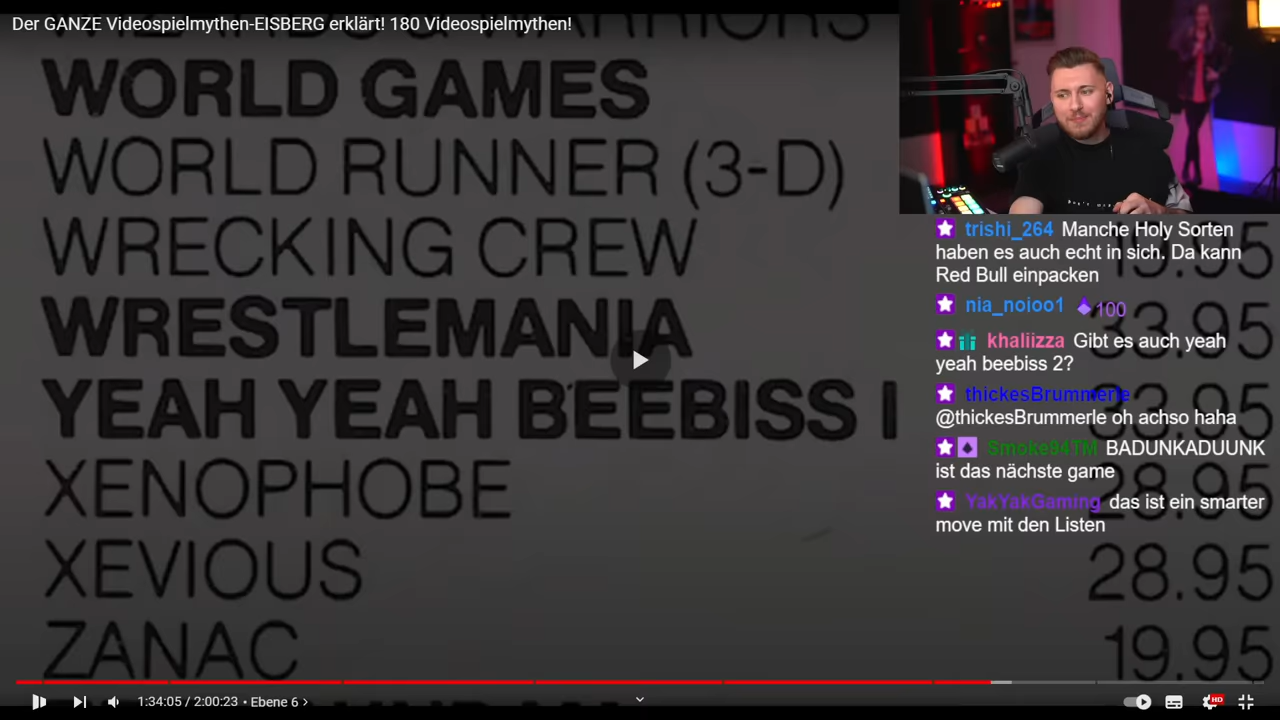 Der GANZE Videospielmythen-EISBERG erklärt! 180 Videospielmythen!
WORLD GAMES
WORLD RUNNER (3-D)
WRECKING CREW
WRESTLEMANIA
YEAH YEAH BEEBISS I
XENOPHOBE
XEVIOUS
28.95
ZANAC
19.95
trishi_264 Manche Holy Sorten
haben es auch echt in sich. Da kann
Red Bull einpacken
nia_noioo1 100
khaliizza Gibt es auch yeah
yeah beebiss 2?
thickesBrummerle
@thickesBrummerle oh achso haha
Smoke94TM BADUNKADUUNK
ist das nächste game
YakYakGaming das ist ein smarter
move mit den Listen
1:34:05 / 2:00:23 • Ebene 6 >
HD